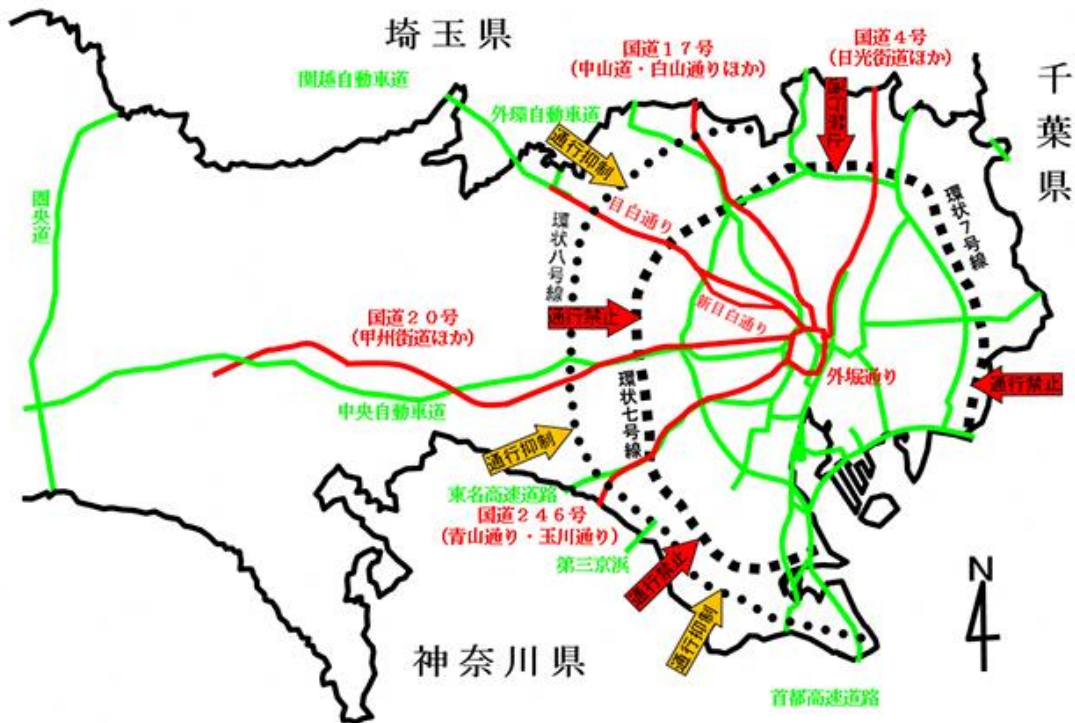 埼玉県
国道17号
(中山道・白山通りほか)
国道4号
(日光街道ほか)
千葉県
関越自動車道
外環自動車道
通行抑制
通行禁止
圏央道
目白通り
環状八号線
環状7号線
通行禁止
新目白通り
国道20号
(甲州街道ほか)
外堀通り
通行禁止
中央自動車道
環状七号線
通行抑制
東名高速道路
国道246号
(青山通り・玉川通り)
第三京浜
通行禁止
通行抑制
N
神奈川県
首都高速道路